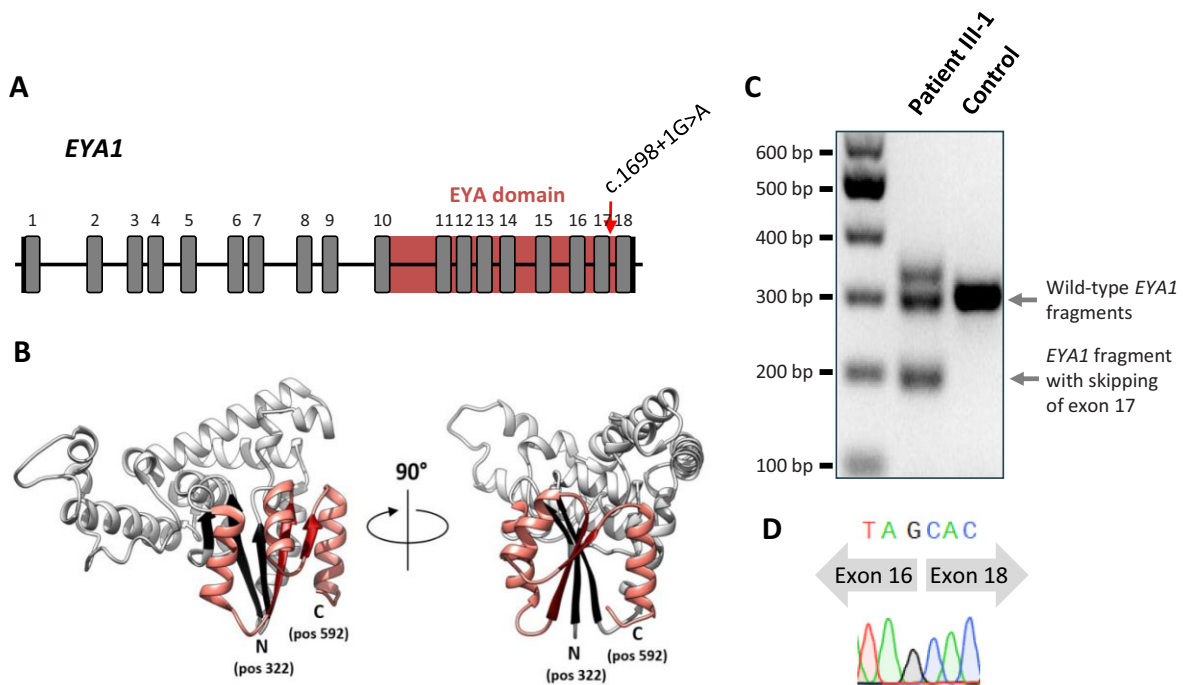 A
EYA1
c.1698+1G>A
EYA domain
1 2 3 4 5 6 7 8 9 10 11 12 13 14 15 16 17 18
B
90°
N
(pos 322)
C
(pos 592)
N
(pos 322)
C
(pos 592)
C
Patient III-1
Control
600 bp
500 bp
400 bp
300 bp
200 bp
100 bp
Wild-type EYA1
fragments
EYA1 fragment
with skipping
of exon 17
D
TAGCAC
Exon 16 Exon 18